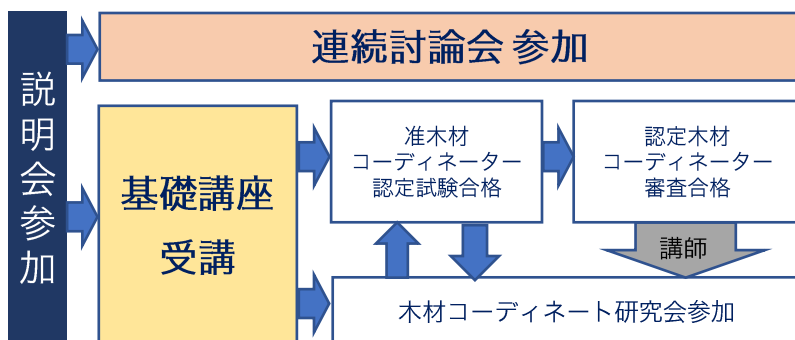 説明会参加
連続討論会 参加
基礎講座
受講
准木材
コーディネーター
認定試験合格
認定木材
コーディネーター
審査合格
講師
木材コーディネート研究会参加